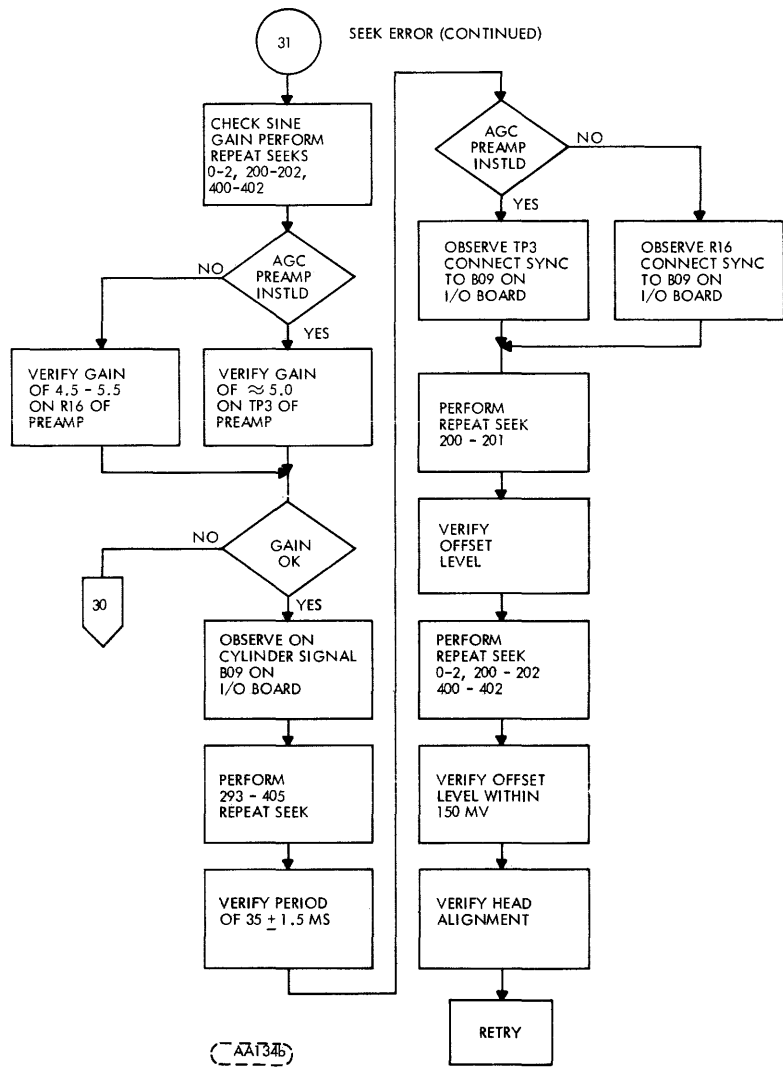 31
SEEK ERROR (CONTINUED)
CHECK SINE
GAIN PERFORM
REPEAT SEEKS
0-2, 200-202,
400-402
AGC
PREAMP
INSTLD
NO
YES
VERIFY GAIN
OF 4.5 - 5.5
ON R16 OF
PREAMP
VERIFY GAIN
OF ≈ 5.0
ON TP3 OF
PREAMP
GAIN
OK
NO
30
YES
OBSERVE ON
CYLINDER SIGNAL
B09 ON
I/O BOARD
PERFORM
293 - 405
REPEAT SEEK
VERIFY PERIOD
OF 35 ± 1.5 MS
AGC
PREAMP
INSTLD
NO
YES
OBSERVE TP3
CONNECT SYNC
TO B09 ON
I/O BOARD
OBSERVE R16
CONNECT SYNC
TO B09 ON
I/O BOARD
PERFORM
REPEAT SEEK
200 - 201
VERIFY
OFFSET
LEVEL
PERFORM
REPEAT SEEK
0-2, 200 - 202
400 - 402
VERIFY OFFSET
LEVEL WITHIN
150 MV
VERIFY HEAD
ALIGNMENT
RETRY
AA134b